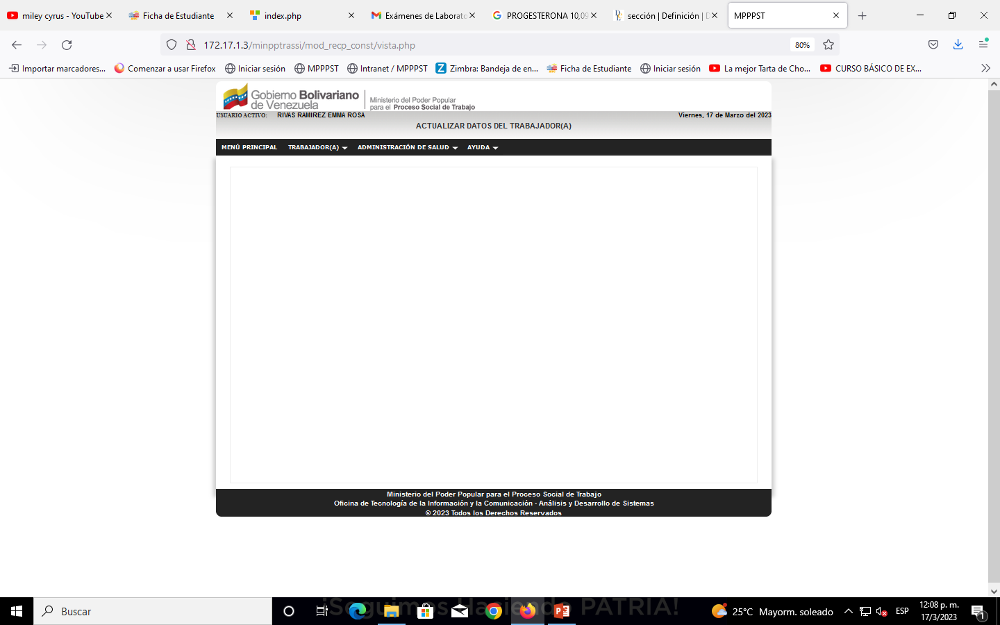 miley cyrus - YouTube
Ficha de Estudiante
index.php
Exámenes de Laborato
PROGESTERONA 10,09
sección | Definición | D
MPPPST
172.17.1.3/minpptrassi/mod_recp_const/vista.php
80%
Importar marcadores...
Comenzar a usar Firefox
Iniciar sesión
MPPPST
Intranet / MPPPST
Zimbra: Bandeja de en...
Ficha de Estudiante
Iniciar sesión
La mejor Tarta de Cho...
CURSO BÁSICO DE EX...
Gobierno Bolivariano
de Venezuela
Ministerio del Poder Popular
para el Proceso Social de Trabajo
USUARIO ACTIVO: RIVAS RAMIREZ EMMA ROSA
Viernes, 17 de Marzo del 2023
ACTUALIZAR DATOS DEL TRABAJADOR(A)
MENÚ PRINCIPAL TRABAJADOR(A) ADMINISTRACIÓN DE SALUD AYUDA
Ministerio del Poder Popular para el Proceso Social de Trabajo
Oficina de Tecnología de la Información y la Comunicación - Análisis y Desarrollo de Sistemas
© 2023 Todos los Derechos Reservados
¡Seguimos Haciendo PATRIA!
Buscar
25°C Mayorm. soleado
ESP
12:08 p. m.
17/3/2023
1